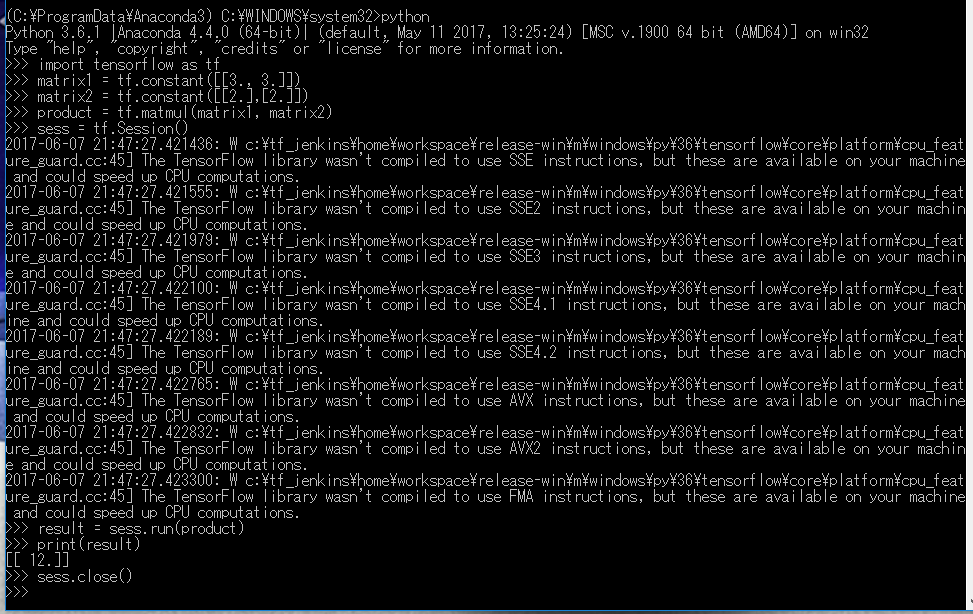 (C:¥ProgramData¥Anaconda3) C:¥WINDOWS¥system32>python
Python 3.6.1 |Anaconda 4.4.0 (64-bit)| (default, May 11 2017, 13:25:24) [MSC v.1900 64 bit (AMD64)] on win32
Type "help", "copyright", "credits" or "license" for more information.
>>> import tensorflow as tf
>>> matrix1 = tf.constant([[3., 3.]])
>>> matrix2 = tf.constant([[2.],[2.]])
>>> product = tf.matmul(matrix1, matrix2)
>>> sess = tf.Session()
2017-06-07 21:47:27.421436: W c:¥tf_jenkins¥home¥workspace¥release-win¥m¥windows¥py¥36¥tensorflow¥core¥platform¥cpu_feat
ure_guard.cc:45] The TensorFlow library wasn't compiled to use SSE instructions, but these are available on your machine
 and could speed up CPU computations.
2017-06-07 21:47:27.421555: W c:¥tf_jenkins¥home¥workspace¥release-win¥m¥windows¥py¥36¥tensorflow¥core¥platform¥cpu_feat
ure_guard.cc:45] The TensorFlow library wasn't compiled to use SSE2 instructions, but these are available on your machin
e and could speed up CPU computations.
2017-06-07 21:47:27.421979: W c:¥tf_jenkins¥home¥workspace¥release-win¥m¥windows¥py¥36¥tensorflow¥core¥platform¥cpu_feat
ure_guard.cc:45] The TensorFlow library wasn't compiled to use SSE3 instructions, but these are available on your machin
e and could speed up CPU computations.
2017-06-07 21:47:27.422100: W c:¥tf_jenkins¥home¥workspace¥release-win¥m¥windows¥py¥36¥tensorflow¥core¥platform¥cpu_feat
ure_guard.cc:45] The TensorFlow library wasn't compiled to use SSE4.1 instructions, but these are available on your mach
ine and could speed up CPU computations.
2017-06-07 21:47:27.422189: W c:¥tf_jenkins¥home¥workspace¥release-win¥m¥windows¥py¥36¥tensorflow¥core¥platform¥cpu_feat
ure_guard.cc:45] The TensorFlow library wasn't compiled to use SSE4.2 instructions, but these are available on your mach
ine and could speed up CPU computations.
2017-06-07 21:47:27.422765: W c:¥tf_jenkins¥home¥workspace¥release-win¥m¥windows¥py¥36¥tensorflow¥core¥platform¥cpu_feat
ure_guard.cc:45] The TensorFlow library wasn't compiled to use AVX instructions, but these are available on your machine
 and could speed up CPU computations.
2017-06-07 21:47:27.422832: W c:¥tf_jenkins¥home¥workspace¥release-win¥m¥windows¥py¥36¥tensorflow¥core¥platform¥cpu_feat
ure_guard.cc:45] The TensorFlow library wasn't compiled to use AVX2 instructions, but these are available on your machin
e and could speed up CPU computations.
2017-06-07 21:47:27.423300: W c:¥tf_jenkins¥home¥workspace¥release-win¥m¥windows¥py¥36¥tensorflow¥core¥platform¥cpu_feat
ure_guard.cc:45] The TensorFlow library wasn't compiled to use FMA instructions, but these are available on your machine
 and could speed up CPU computations.
>>> result = sess.run(product)
>>> print(result)
[[ 12.]]
>>> sess.close()
>>>